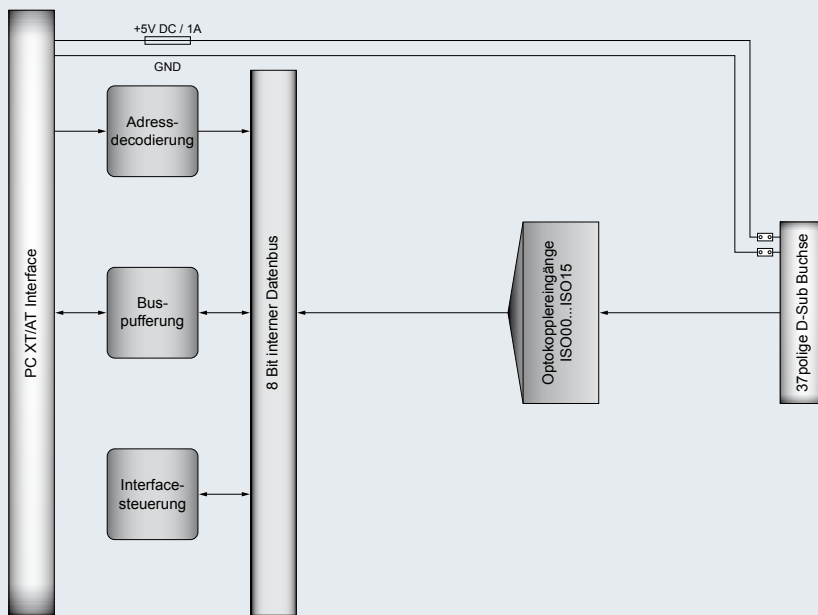 +5V DC / 1A
GND
PC XT/AT Interface
Adress-
decodierung
Bus-
pufferung
Interface-
steuerung
8 Bit interner Datenbus
Optokopplereingänge
ISO00...ISO15
37polige D-Sub Buchse